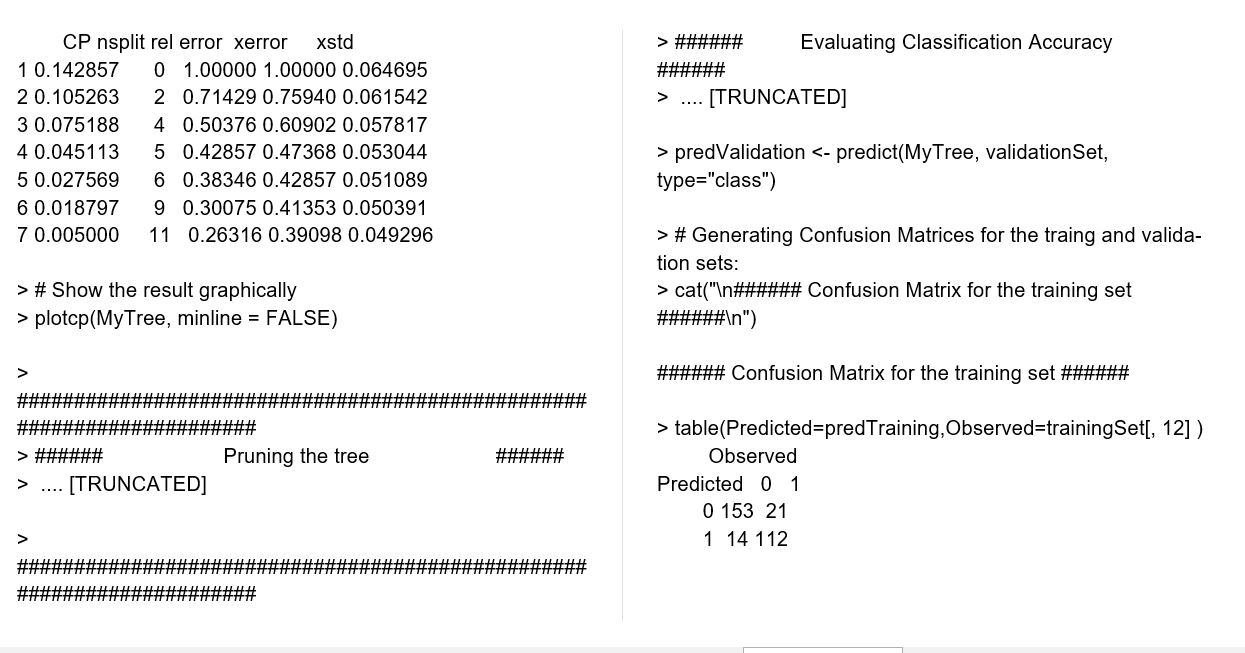 CP nsplit rel error xerror xstd
1 0.142857 0 1.00000 1.00000 0.064695
2 0.105263 2 0.71429 0.75940 0.061542
3 0.075188 4 0.50376 0.60902 0.057817
4 0.045113 5 0.42857 0.47368 0.053044
5 0.027569 6 0.38346 0.42857 0.051089
6 0.018797 9 0.30075 0.41353 0.050391
7 0.005000 11 0.26316 0.39098 0.049296
> # Show the result graphically
> plotcp(MyTree, minline = FALSE)
>
##################################################
#####################
> ###### Pruning the tree ######
> .... [TRUNCATED]
>
##################################################
#####################
> ###### Evaluating Classification Accuracy
######
> .... [TRUNCATED]
> predValidation <- predict(MyTree, validationSet,
type="class")
> # Generating Confusion Matrices for the traing and valida-
tion sets:
> cat("\n###### Confusion Matrix for the training set
######\n")
###### Confusion Matrix for the training set ######
> table(Predicted=predTraining,Observed=trainingSet[, 12] )
Observed
Predicted 0 1
0 153 21
1 14 112